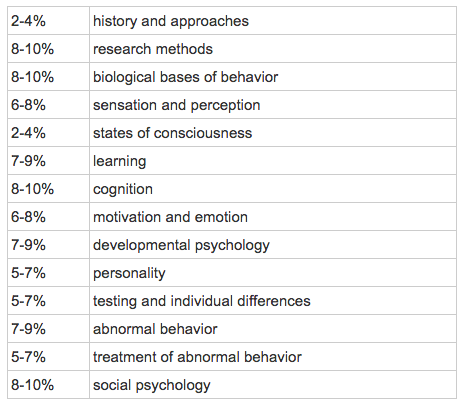 2-4% history and approaches
8-10% research methods
8-10% biological bases of behavior
6-8% sensation and perception
2-4% states of consciousness
7-9% learning
8-10% cognition
6-8% motivation and emotion
7-9% developmental psychology
5-7% personality
5-7% testing and individual differences
7-9% abnormal behavior
5-7% treatment of abnormal behavior
8-10% social psychology